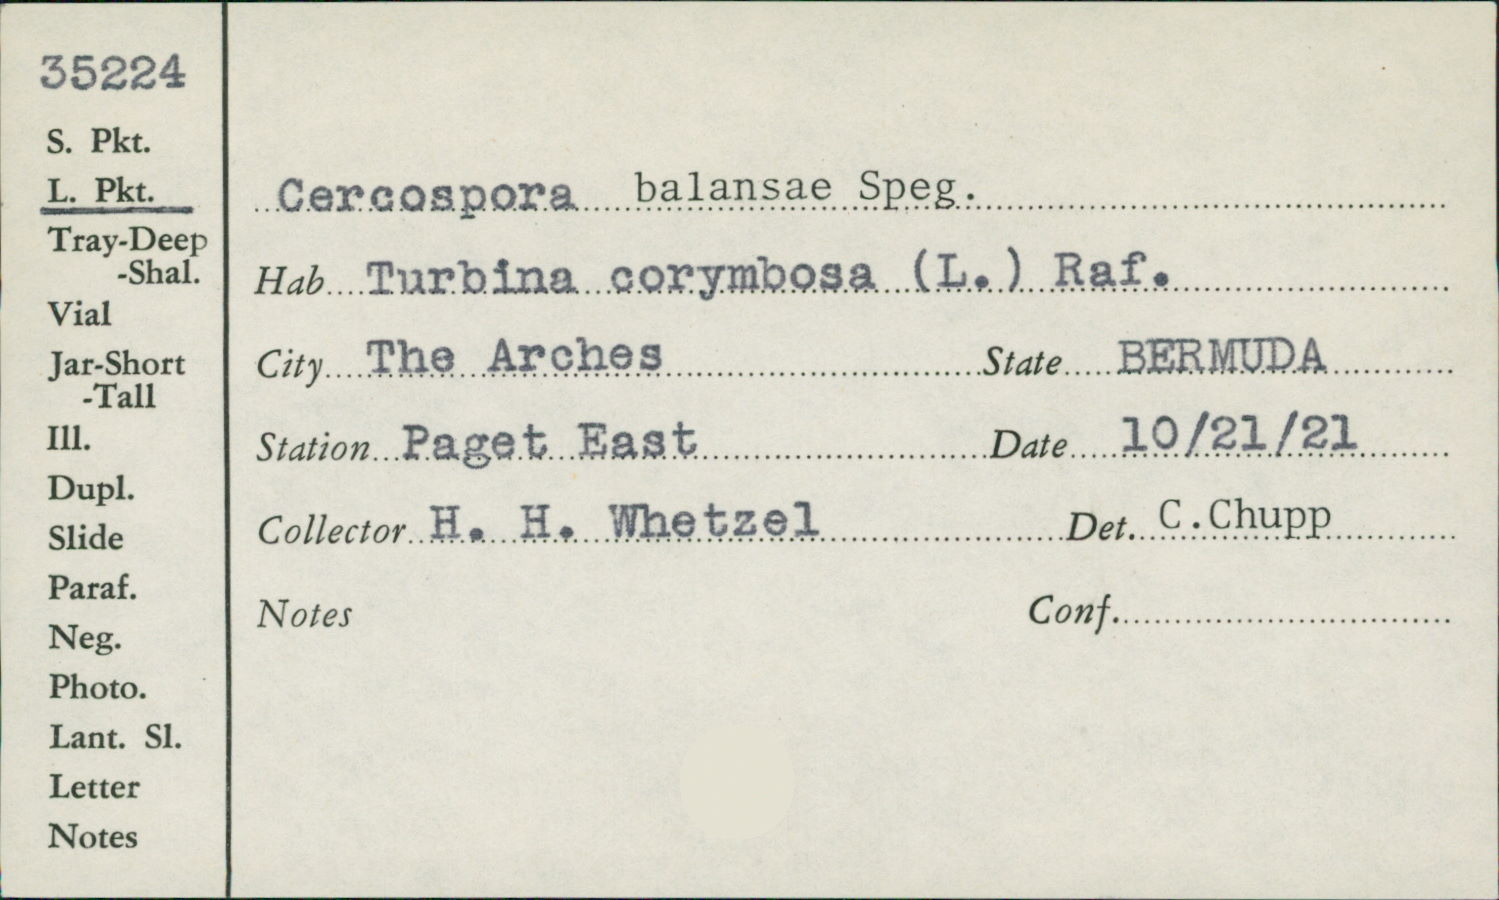 35224
S. Pkt.
L. Pkt.
Tray-Deep
-Shal.
Vial
Jar-Short
-Tall
Ill.
Dupl.
Slide
Paraf.
Neg.
Photo.
Lant. Sl.
Letter
Notes
Cercospora balansae Speg.
Hab Turbina corymbosa (L.) Raf.
City The Arches State BERMUDA
Station Paget East Date 10/21/21
Collector H. H. Whetzel Det. C.Chupp
Notes Conf.